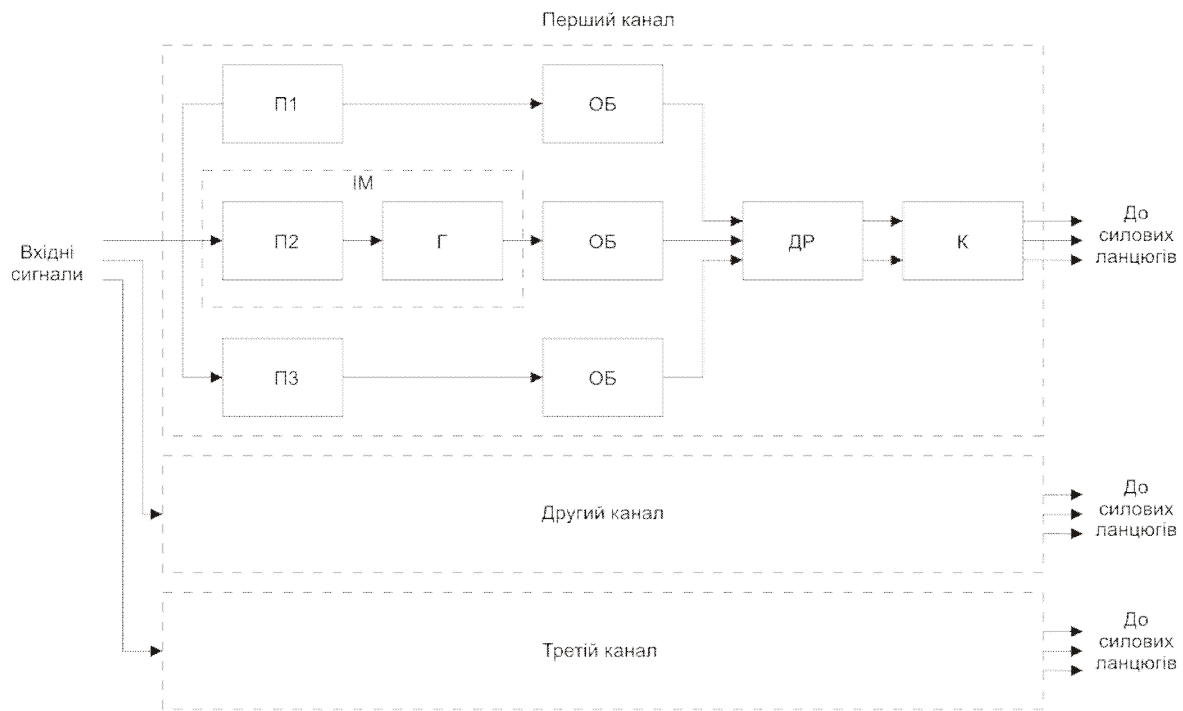 Перший канал
П1
ОБ
ІМ
Вхідні
сигнали
П2
Г
ОБ
ДР
К
До
силових
ланцюгів
П3
ОБ
Другий канал
До
силових
ланцюгів
Третій канал
До
силових
ланцюгів